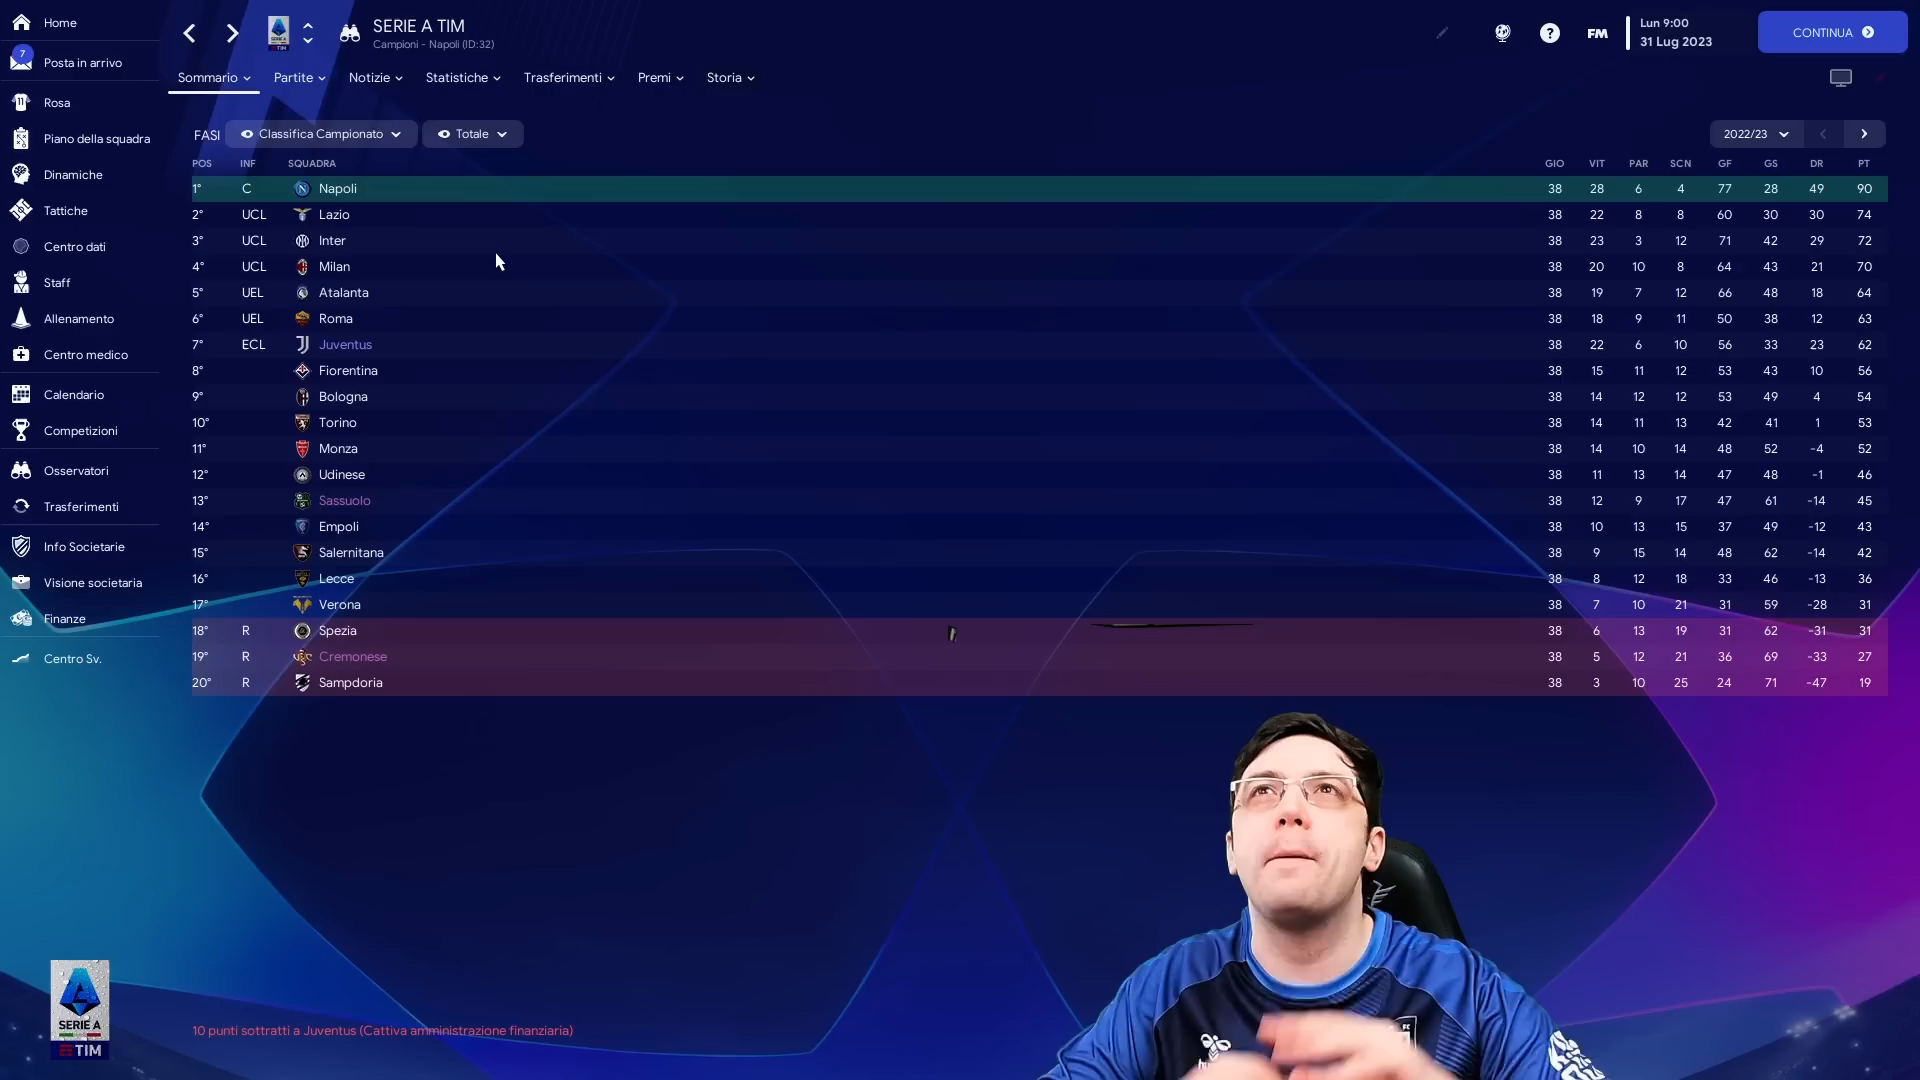 Home
SERIE A TIM
Campioni - Napoli (ID:32)
FM
Lun 9:00
31 Lug 2023
CONTINUA
7
Posta in arrivo
Sommario Partite Notizie Statistiche Trasferimenti Premi Storia
Rosa
Piano della squadra
Dinamiche
Tattiche
Centro dati
Staff
Allenamento
Centro medico
Calendario
Competizioni
Osservatori
Trasferimenti
Info Societarie
Visione societaria
Finanze
Centro Sv.
FASI Classifica Campionato Totale 2022/23
POS INF SQUADRA GIO VIT PAR SCN GF GS DR PT
1° C Napoli 38 28 6 4 77 28 49 90
2° UCL Lazio 38 22 8 8 60 30 30 74
3° UCL Inter 38 23 3 12 71 42 29 72
4° UCL Milan 38 20 10 8 64 43 21 70
5° UEL Atalanta 38 19 7 12 66 48 18 64
6° UEL Roma 38 18 9 11 50 38 12 63
7° ECL Juventus 38 22 6 10 56 33 23 62
8° Fiorentina 38 15 11 12 53 43 10 56
9° Bologna 38 14 12 12 53 49 4 54
10° Torino 38 14 11 13 42 41 1 53
11° Monza 38 14 10 14 48 52 -4 52
12° Udinese 38 11 13 14 47 48 -1 46
13° Sassuolo 38 12 9 17 47 61 -14 45
14° Empoli 38 10 13 15 37 49 -12 43
15° Salernitana 38 9 15 14 48 62 -14 42
16° Lecce 38 8 12 18 33 46 -13 36
17° Verona 38 7 10 21 31 59 -28 31
18° R Spezia 38 6 13 19 31 62 -31 31
19° R Cremonese 38 5 12 21 36 69 -33 27
20° R Sampdoria 38 3 10 25 24 71 -47 19
SERIE A
TIM
10 punti sottratti a Juventus (Cattiva amministrazione finanziaria)